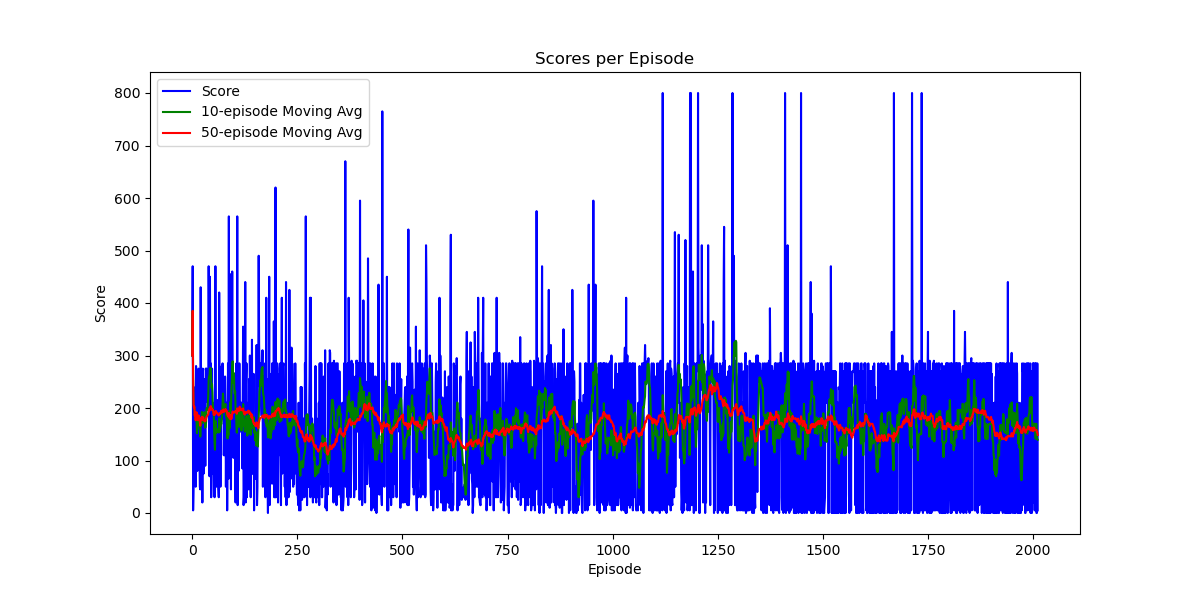 Scores per Episode
Score
10-episode Moving Avg
50-episode Moving Avg
800
700
600
500
400
300
200
100
0
Score
0 250 500 750 1000 1250 1500 1750 2000
Episode